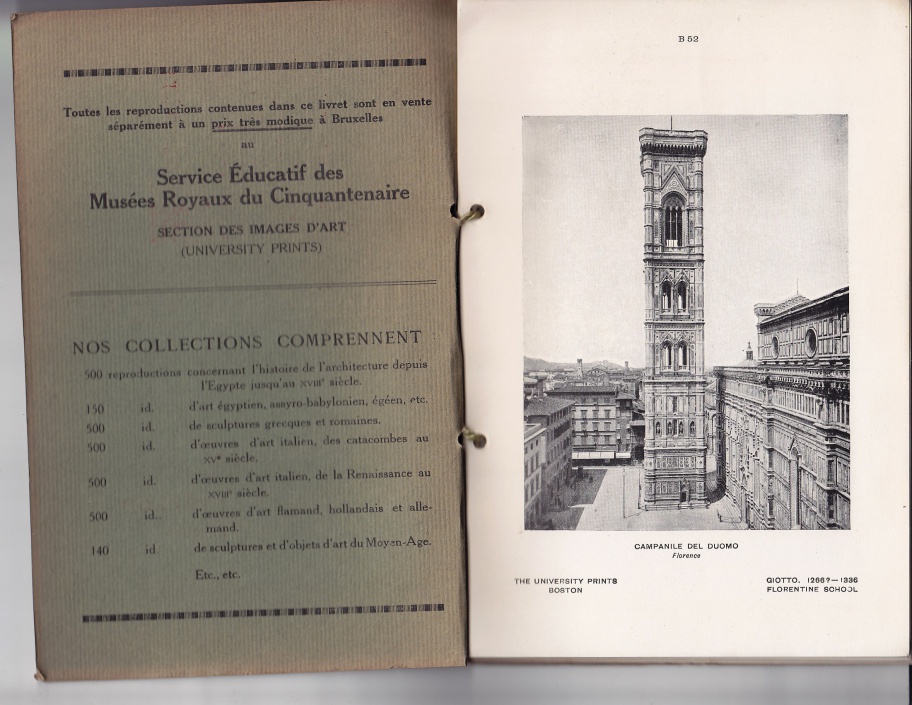 Toutes les reproductions contenues dans ce livret sont en vente
séparément à un prix très modique à Bruxelles
au
Service Éducatif des
Musées Royaux du Cinquantenaire
SECTION DES IMAGES D'ART
(UNIVERSITY PRINTS)
NOS COLLECTIONS COMPRENNENT
500 reproductions concernant l'histoire de l'architecture depuis
l'Egypte jusqu'au XVIIIe siècle.
150 id. d'art égyptien, assyro-babylonien, égéen, etc.
500 id. de sculptures grecques et romaines.
500 id. d'œuvres d'art italien, des catacombes au
XVe siècle.
500 id. d'œuvres d'art italien, de la Renaissance au
XVIIIe siècle.
500 id.. d'œuvres d'art flamand, hollandais et alle-
mand.
140 id de sculptures et d'objets d'art du Moyen-Age.
Etc., etc.
B 52
CAMPANILE DEL DUOMO
Florence
THE UNIVERSITY PRINTS
BOSTON
GIOTTO. 1266?—1336
FLORENTINE SCHOOL